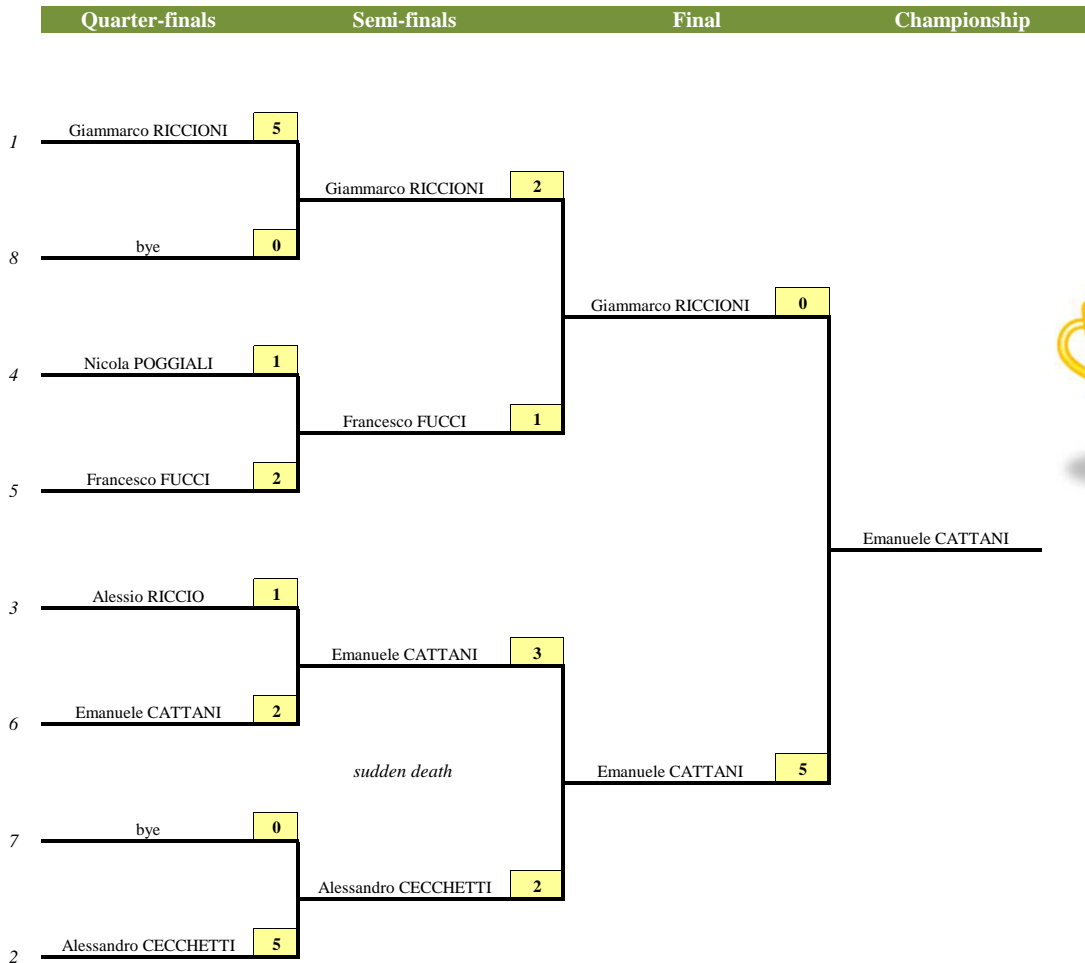 Quarter-finals Semi-finals Final Championship
1 Giammarco RICCIONI 5
Giammarco RICCIONI 2
8 bye 0
Giammarco RICCIONI 0
4 Nicola POGGIALI 1
Francesco FUCCI 1
5 Francesco FUCCI 2
Emanuele CATTANI
3 Alessio RICCIO 1
Emanuele CATTANI 3
6 Emanuele CATTANI 2
sudden death
Emanuele CATTANI 5
7 bye 0
Alessandro CECCHETTI 2
2 Alessandro CECCHETTI 5